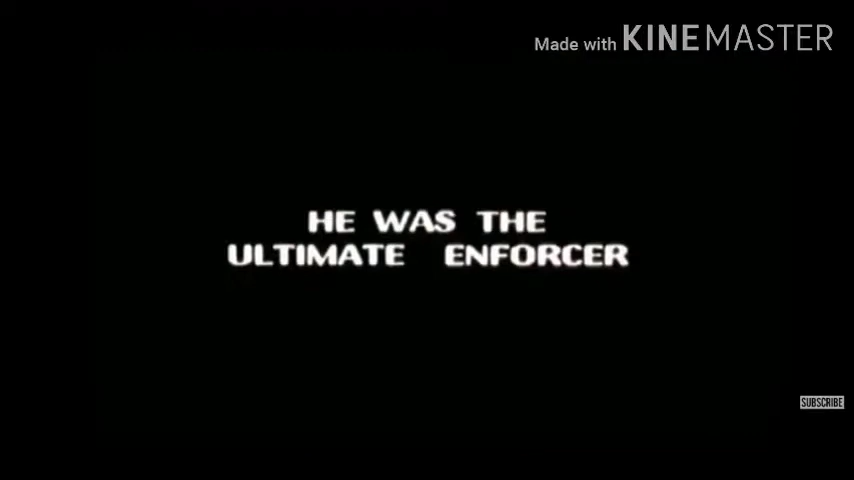 Made with KINEMASTER
HE WAS THE
ULTIMATE ENFORCER
SUBSCRIBE